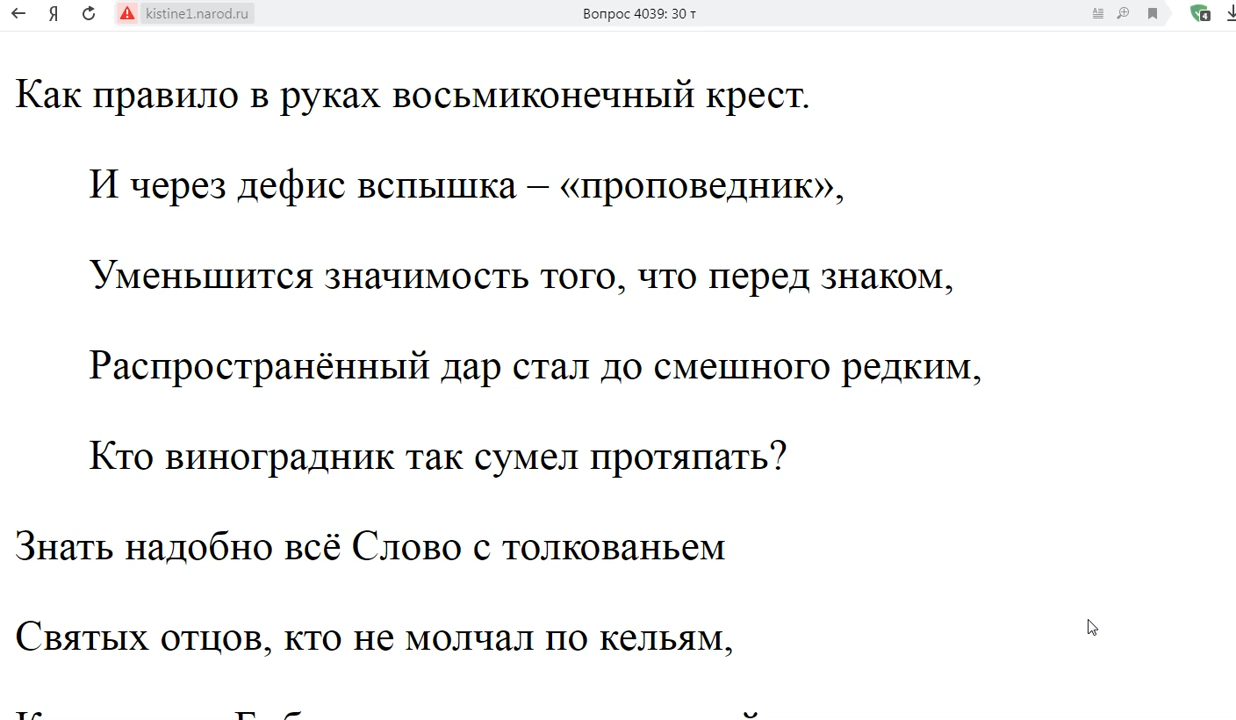 Я kistine1.narod.ru Вопрос 4039: 30 т 4
Как правило в руках восьмиконечный крест.
И через дефис вспышка – «проповедник»,
Уменьшится значимость того, что перед знаком,
Распространённый дар стал до смешного редким,
Кто виноградник так сумел протяпать?
Знать надобно всё Слово с толкованьем
Святых отцов, кто не молчал по кельям,